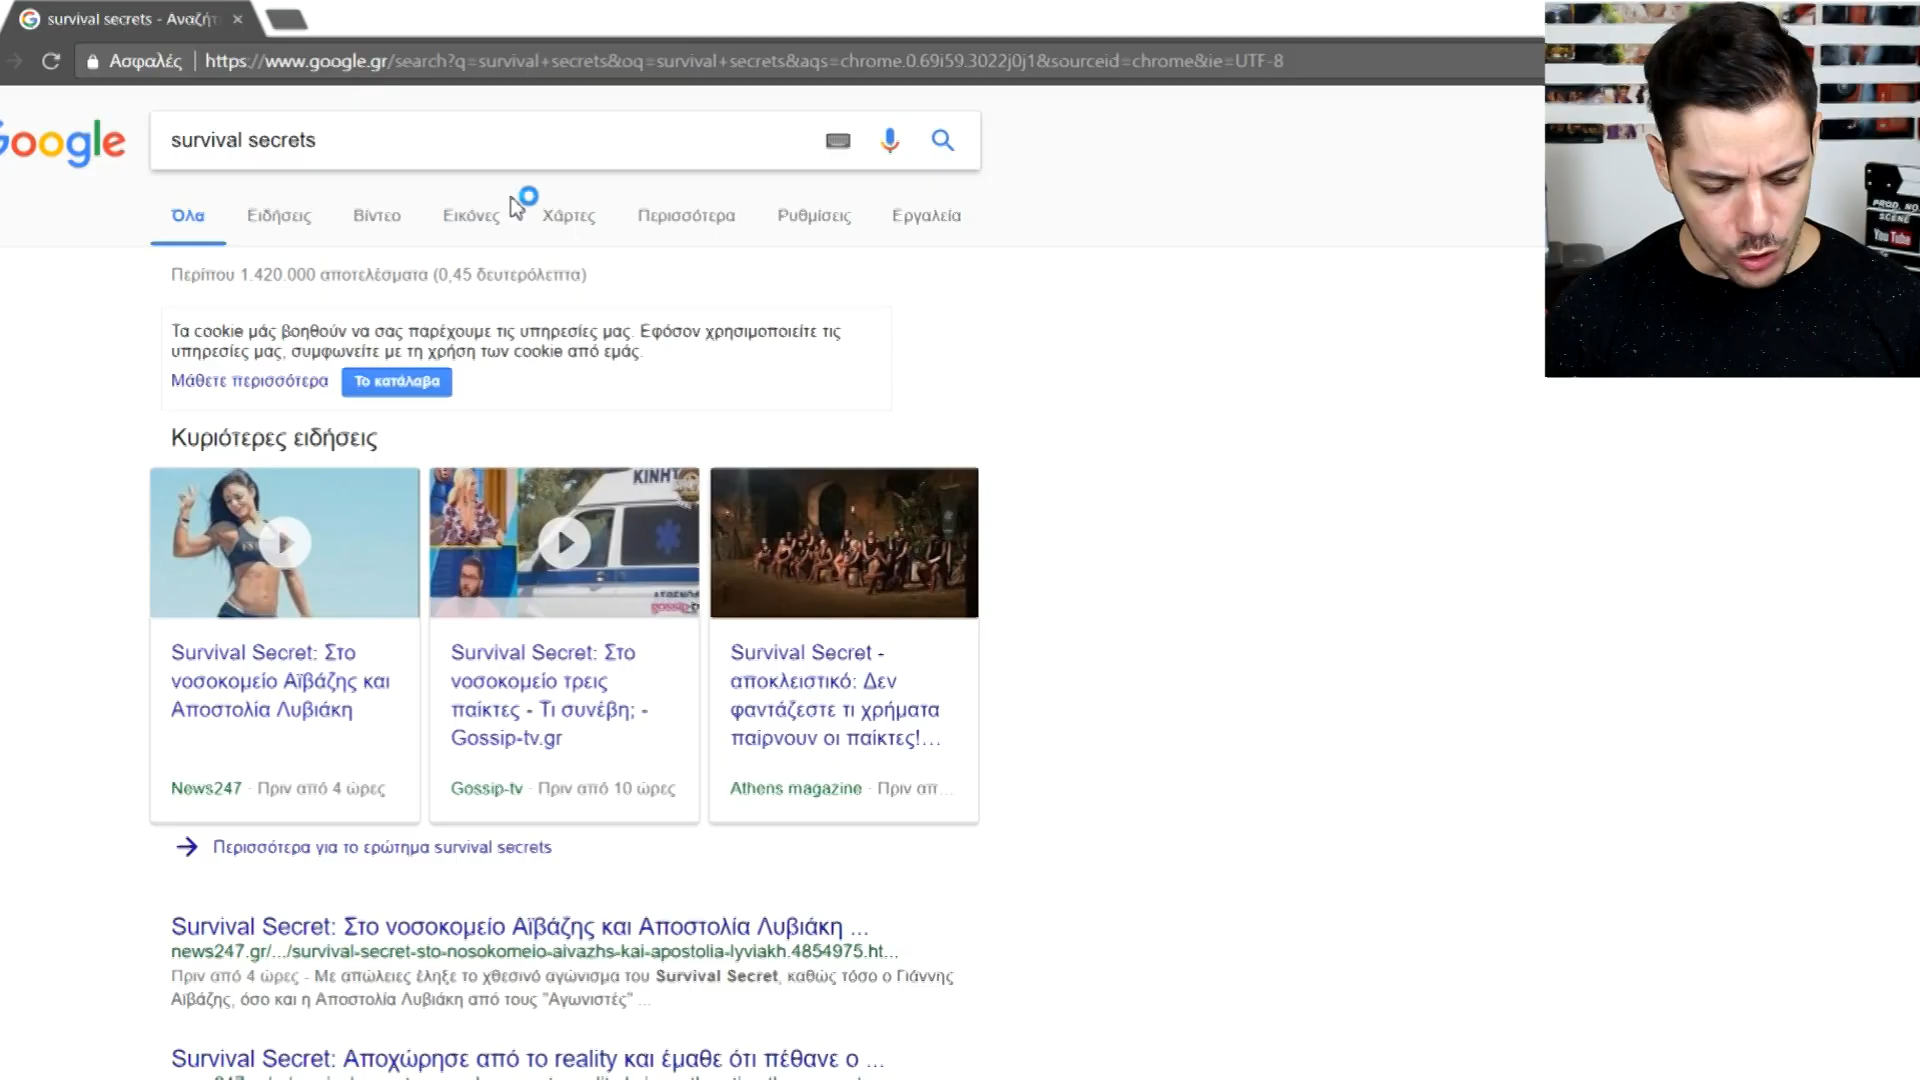 survival secrets - Αναζήτ
Ασφαλές | https://www.google.gr/search?q=survival+secrets&oq=survival+secrets&aqs=chrome.0.69i59.3022j0j1&sourceid=chrome&ie=UTF-8
Google
survival secrets
Όλα Ειδήσεις Βίντεο Εικόνες Χάρτες Περισσότερα Ρυθμίσεις Εργαλεία
Περίπου 1.420.000 αποτελέσματα (0,45 δευτερόλεπτα)
Τα cookie μάς βοηθούν να σας παρέχουμε τις υπηρεσίες μας. Εφόσον χρησιμοποιείτε τις
υπηρεσίες μας, συμφωνείτε με τη χρήση των cookie από εμάς.
Μάθετε περισσότερα Το κατάλαβα
Κυριότερες ειδήσεις
ΚΙΝΗΤ
Survival Secret: Στο
νοσοκομείο Αϊβάζης και
Αποστολία Λυβιάκη
News247 · Πριν από 4 ώρες
Survival Secret: Στο
νοσοκομείο τρεις
παίκτες - Τι συνέβη; -
Gossip-tv.gr
Gossip-tv · Πριν από 10 ώρες
Survival Secret -
αποκλειστικό: Δεν
φαντάζεστε τι χρήματα
παίρνουν οι παίκτες!...
Athens magazine · Πριν απ...
Περισσότερα για το ερώτημα survival secrets
Survival Secret: Στο νοσοκομείο Αϊβάζης και Αποστολία Λυβιάκη ...
news247.gr/.../survival-secret-sto-nosokomeio-aivazhs-kai-apostolia-lyviakh.4854975.ht...
Πριν από 4 ώρες - Με απώλειες έληξε το χθεσινό αγώνισμα του Survival Secret, καθώς τόσο ο Γιάννης
Αϊβάζης, όσο και η Αποστολία Λυβιάκη από τους "Αγωνιστές" ...
Survival Secret: Αποχώρησε από το reality και έμαθε ότι πέθανε ο ...
PROD. NO.
SCENE
You Tube